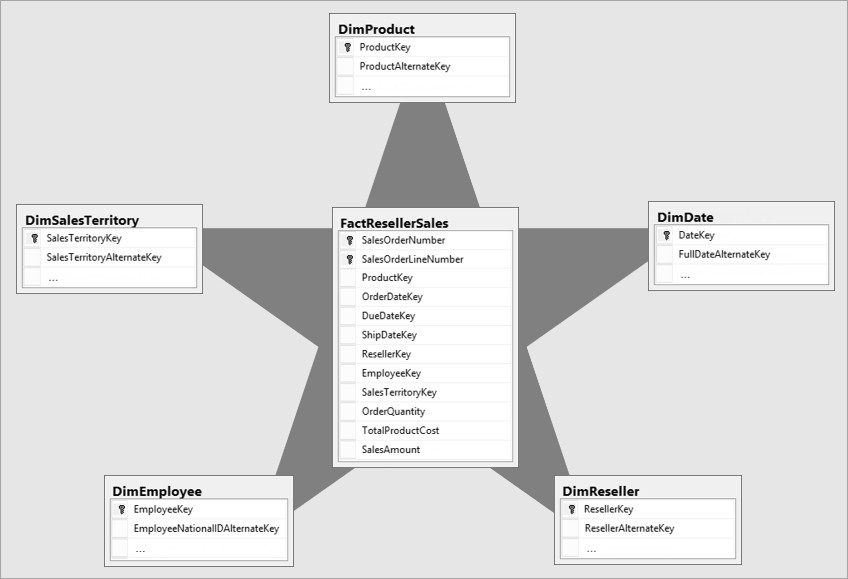 DimProduct
ProductKey
ProductAlternateKey
...
DimSalesTerritory
SalesTerritoryKey
SalesTerritoryAlternateKey
...
FactResellerSales
SalesOrderNumber
SalesOrderLineNumber
ProductKey
OrderDateKey
DueDateKey
ShipDateKey
ResellerKey
EmployeeKey
SalesTerritoryKey
OrderQuantity
TotalProductCost
SalesAmount
DimDate
DateKey
FullDateAlternateKey
...
DimEmployee
EmployeeKey
EmployeeNationalIDAlternateKey
...
DimReseller
ResellerKey
ResellerAlternateKey
...